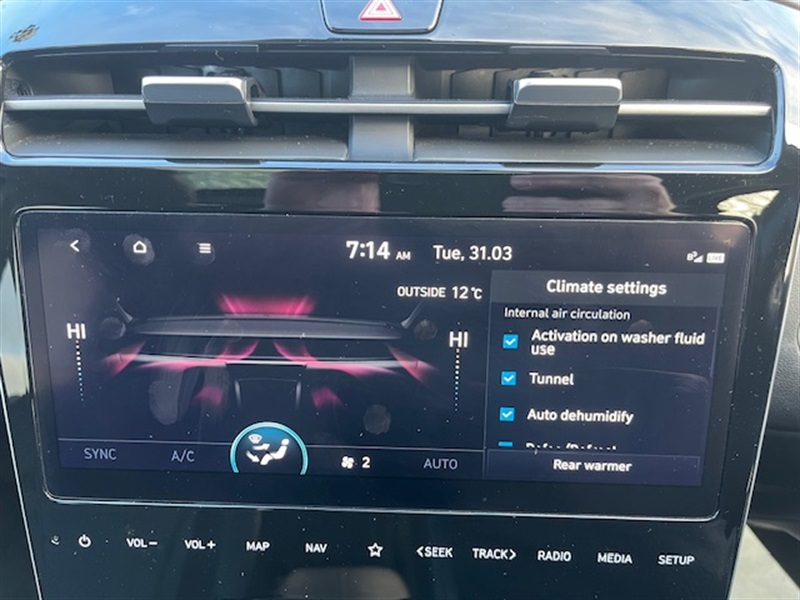 7:14 AM Tue, 31.03
LIVE
OUTSIDE 12°C
Climate settings
Internal air circulation
HI
HI
Activation on washer fluid
use
Tunnel
Auto dehumidify
SYNC
A/C
2
AUTO
Rear warmer
VOL−
VOL+
MAP
NAV
<SEEK
TRACK>
RADIO
MEDIA
SETUP